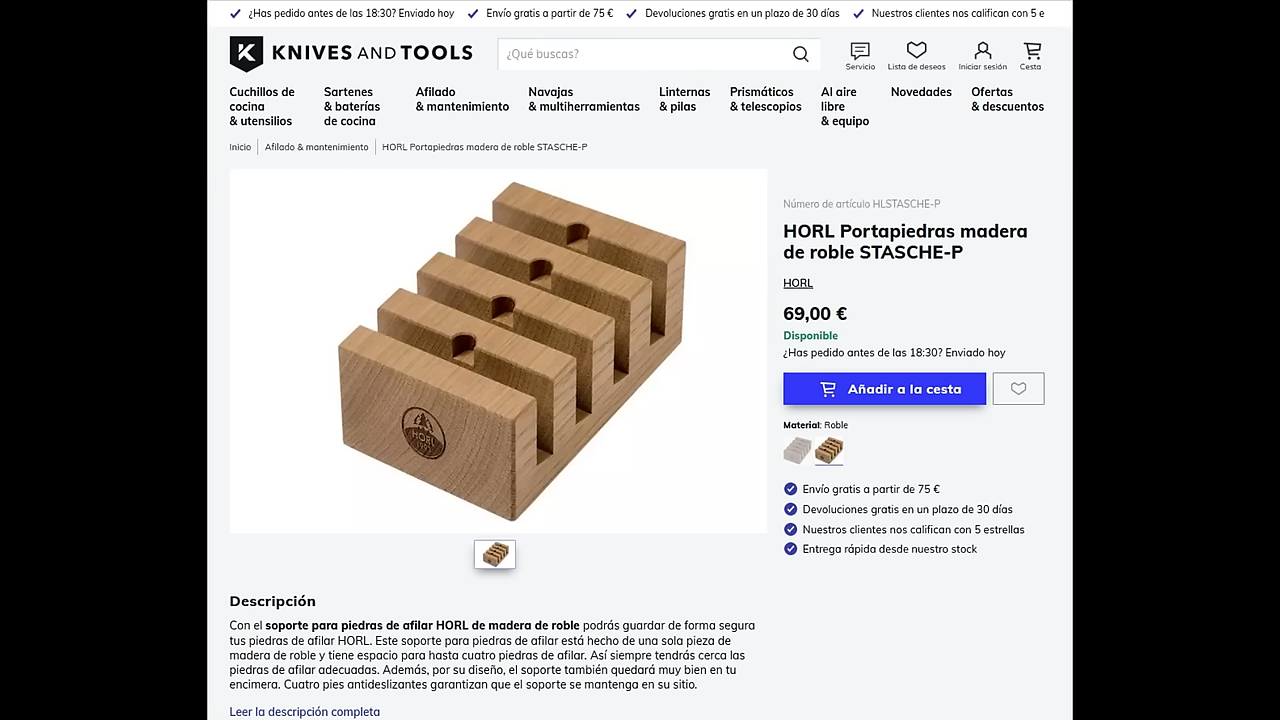 ¿Has pedido antes de las 18:30? Enviado hoy
Envío gratis a partir de 75 €
Devoluciones gratis en un plazo de 30 días
Nuestros clientes nos califican con 5 e
KNIVES AND TOOLS
¿Qué buscas?
Servicio
Lista de deseos
Iniciar sesión
Cesta
Cuchillos de
cocina
& utensilios
Sartenes
& baterías
de cocina
Afilado
& mantenimiento
Navajas
& multiherramientas
Linternas
& pilas
Prismáticos
& telescopios
Al aire
libre
& equipo
Novedades
Ofertas
& descuentos
Inicio
Afilado & mantenimiento
HORL Portapiedras madera de roble STASCHE-P
HORL
Número de artículo HLSTASCHE-P
HORL Portapiedras madera
de roble STASCHE-P
HORL
69,00 €
Disponible
¿Has pedido antes de las 18:30? Enviado hoy
Añadir a la cesta
Material: Roble
Envío gratis a partir de 75 €
Devoluciones gratis en un plazo de 30 días
Nuestros clientes nos califican con 5 estrellas
Entrega rápida desde nuestro stock
Descripción
Con el soporte para piedras de afilar HORL de madera de roble podrás guardar de forma segura
tus piedras de afilar HORL. Este soporte para piedras de afilar está hecho de una sola pieza de
madera de roble y tiene espacio para hasta cuatro piedras de afilar. Así siempre tendrás cerca las
piedras de afilar adecuadas. Además, por su diseño, el soporte también quedará muy bien en tu
encimera. Cuatro pies antideslizantes garantizan que el soporte se mantenga en su sitio.
Leer la descripción completa